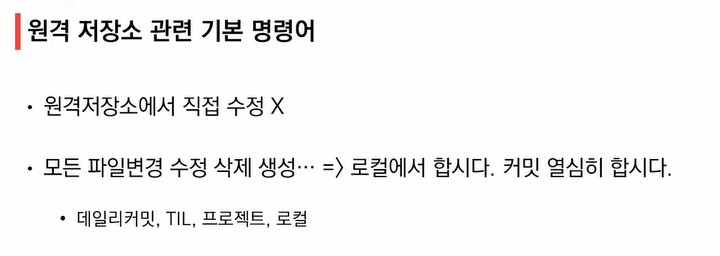 원격 저장소 관련 기본 명령어
• 원격저장소에서 직접 수정 X
• 모든 파일변경 수정 삭제 생성… => 로컬에서 합시다. 커밋 열심히 합시다.
• 데일리커밋, TIL, 프로젝트, 로컬